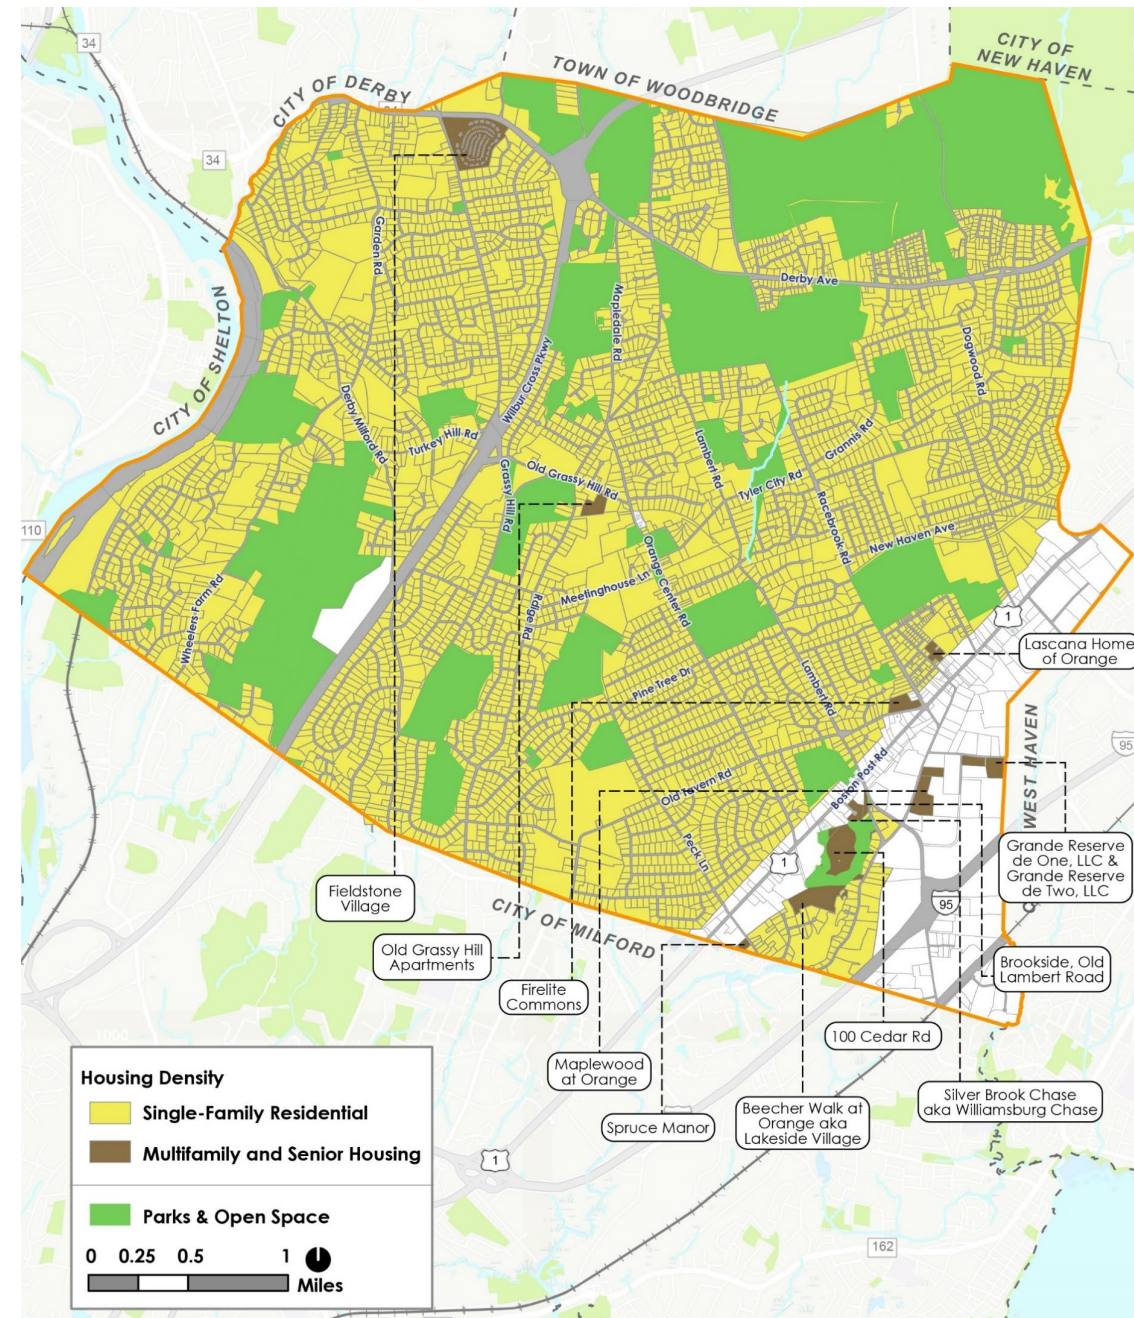 34
CITY OF DERBY
TOWN OF WOODBRIDGE
CITY OF
NEW HAVEN
34
Garden Rd
CITY OF SHELTON
Mapledale Rd
Derby Ave
Dogwood Rd
Wilbur Cross Pkwy
Derby Milford Rd
Turkey Hill Rd
Grassy Hill Rd
Old Grassy Hill Rd
Lambert Rd
Tyler City Rd
Grannis Rd
Racebrook Rd
New Haven Ave
110
Wheelers Farm Rd
Rdige Rd
Meetinghouse Ln
Orange Center Rd
1
Lascana Home
of Orange
Pine Tree Dr
Lambert Rd
WEST HAVEN
95
Boston Post Rd
Old Tavern Rd
Peck Ln
1
95
Grande Reserve
de One, LLC &
Grande Reserve
de Two, LLC
Fieldstone
Village
CITY OF MILFORD
Old Grassy Hill
Apartments
Brookside, Old
Lambert Road
Firelite
Commons
100 Cedar Rd
Maplewood
at Orange
Silver Brook Chase
aka Williamsburg Chase
Spruce Manor
Beecher Walk at
Orange aka
Lakeside Village
1
162
Housing Density
Single-Family Residential
Multifamily and Senior Housing
Parks & Open Space
0 0.25 0.5 1
Miles